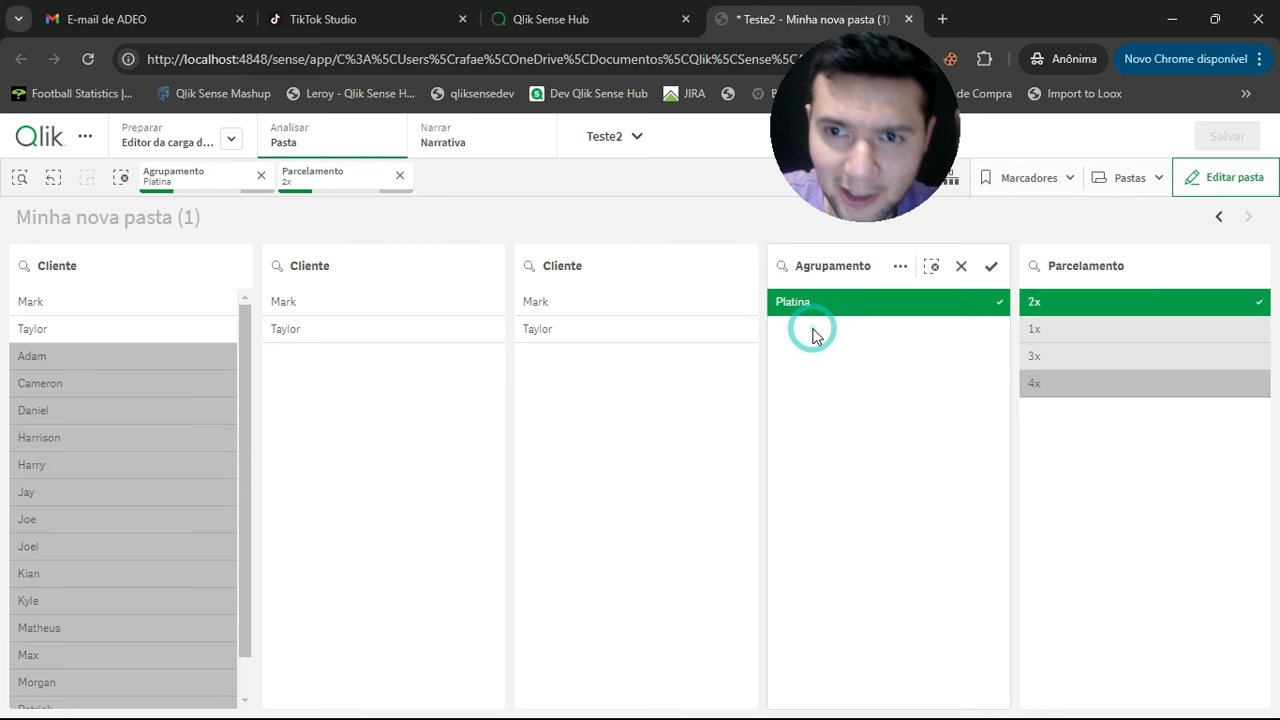 E-mail de ADEO
TikTok Studio
Qlik Sense Hub
* Teste2 - Minha nova pasta (1)
http://localhost:4848/sense/app/C%3A%5CUsers%5Crafae%5COneDrive%5CDocumentos%5CQlik%5CSense%5C
Anônima
Novo Chrome disponível
Football Statistics |...
Qlik Sense Mashup
Leroy - Qlik Sense H...
qliksensedev
Dev Qlik Sense Hub
JIRA
de Compra
Import to Loox
Qlik
Preparar
Editor da carga d...
Analisar
Pasta
Narrar
Narrativa
Teste2
Salvar
Agrupamento
Platina
Parcelamento
2x
Marcadores
Pastas
Editar pasta
Minha nova pasta (1)
Cliente
Mark
Taylor
Adam
Cameron
Daniel
Harrison
Harry
Jay
Joe
Joel
Kian
Kyle
Matheus
Max
Morgan
Patrick
Cliente
Mark
Taylor
Cliente
Mark
Taylor
Agrupamento
Platina
Parcelamento
2x
1x
3x
4x